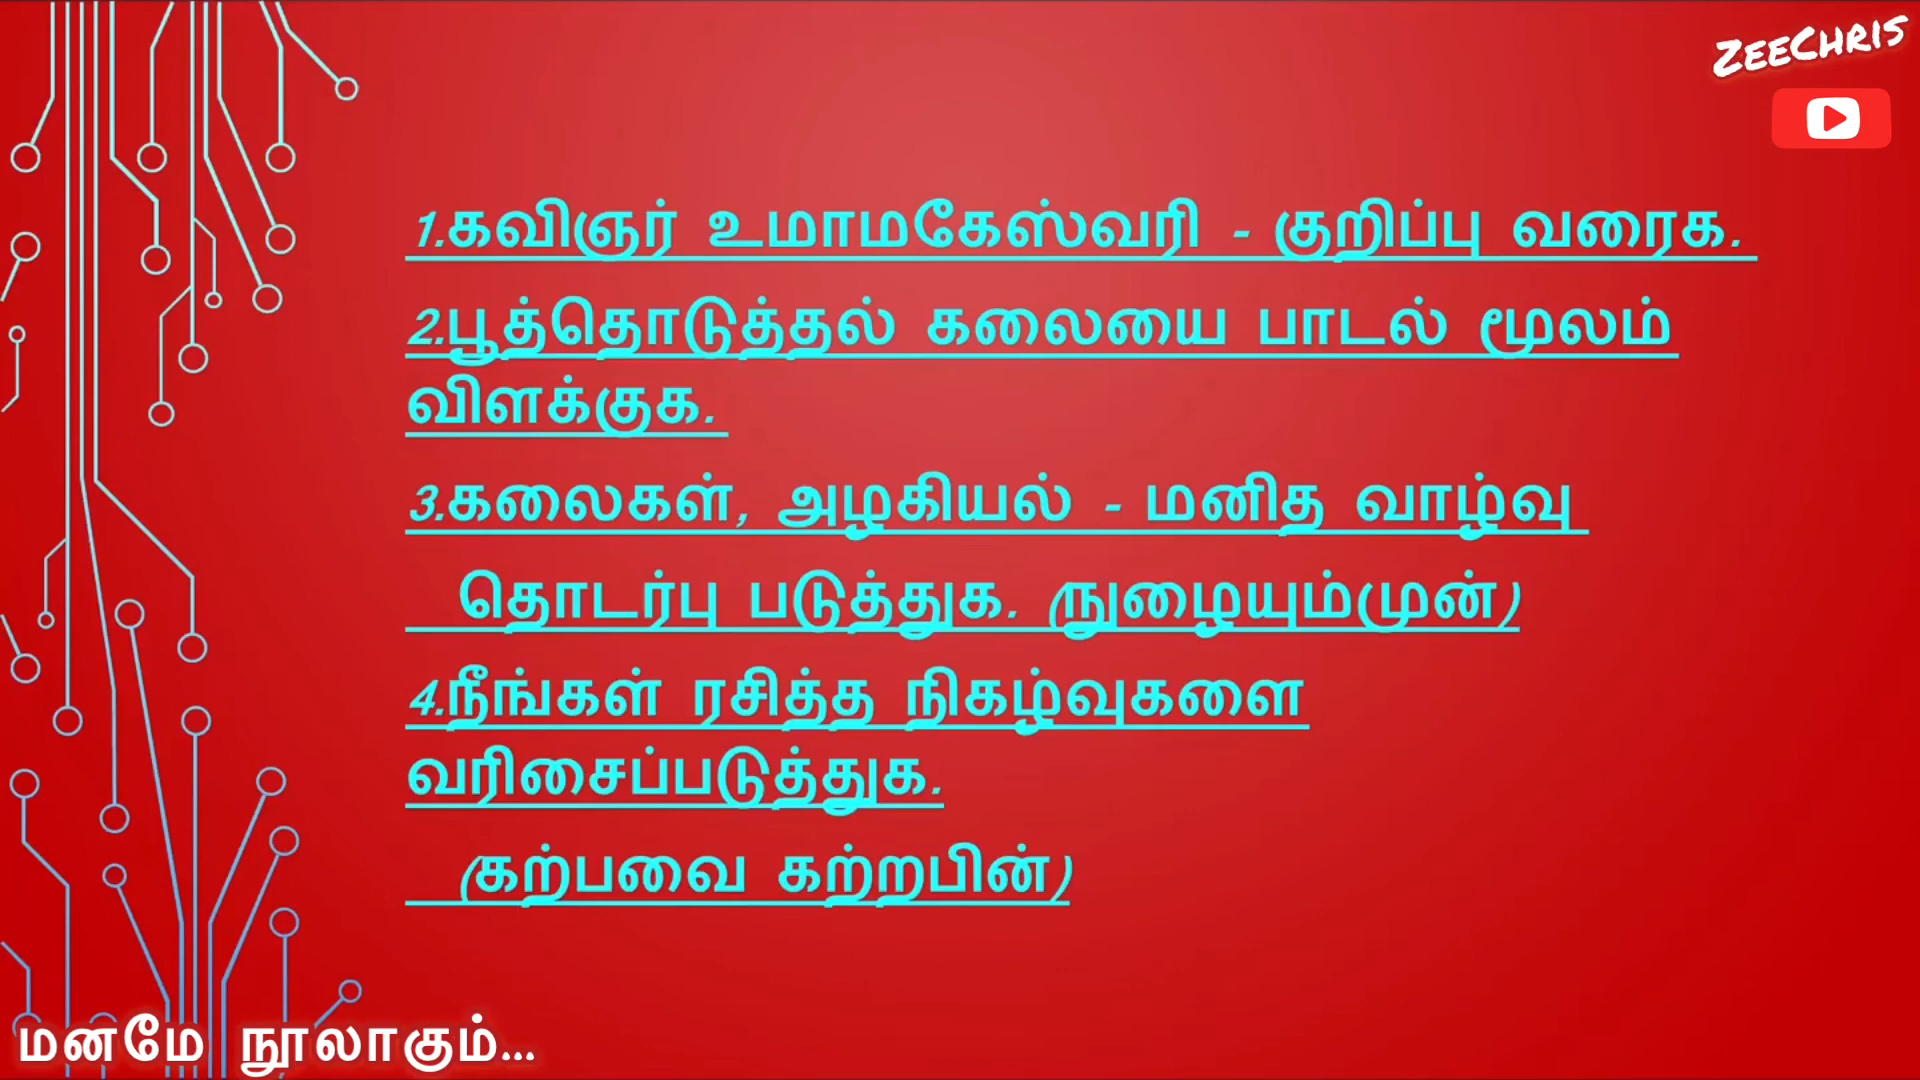 ZEECHRIS
1.கவிஞர் உமாமகேஸ்வரி - குறிப்பு வரைக.
2.பூத்தொடுத்தல் கலையை பாடல் மூலம்
விளக்குக.
3.கலைகள், அழகியல் - மனித வாழ்வு
தொடர்பு படுத்துக. (நுழையும்முன்)
4.நீங்கள் ரசித்த நிகழ்வுகளை
வரிசைப்படுத்துக.
(கற்பவை கற்றபின்)
மனமே நூலாகும்...